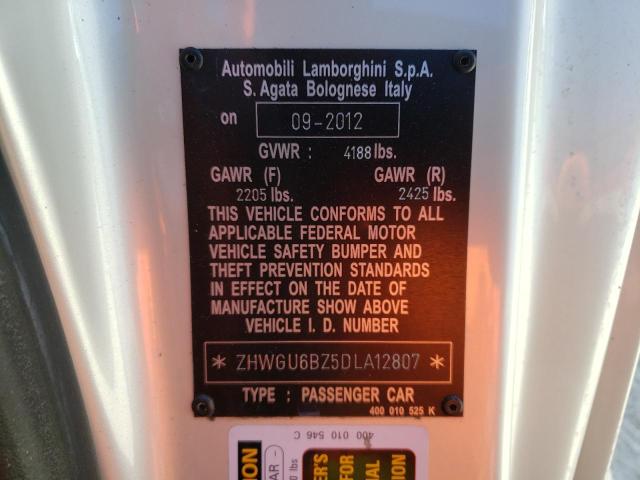 Automobili Lamborghini S.p.A.
S. Agata Bolognese Italy
on 09-2012
GVWR : 4188 lbs.
GAWR (F) GAWR (R)
2205 lbs. 2425 lbs.
THIS VEHICLE CONFORMS TO ALL
APPLICABLE FEDERAL MOTOR
VEHICLE SAFETY BUMPER AND
THEFT PREVENTION STANDARDS
IN EFFECT ON THE DATE OF
MANUFACTURE SHOW ABOVE
VEHICLE I. D. NUMBER
* ZHWGU6BZ5DLA12807 *
TYPE : PASSENGER CAR
400 010 525 K
400 010 546 C